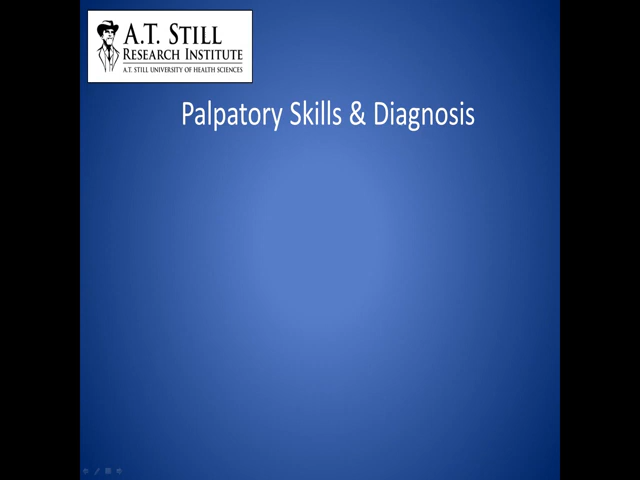 A.T. STILL
RESEARCH INSTITUTE
A.T. STILL UNIVERSITY OF HEALTH SCIENCES
Palpatory Skills & Diagnosis